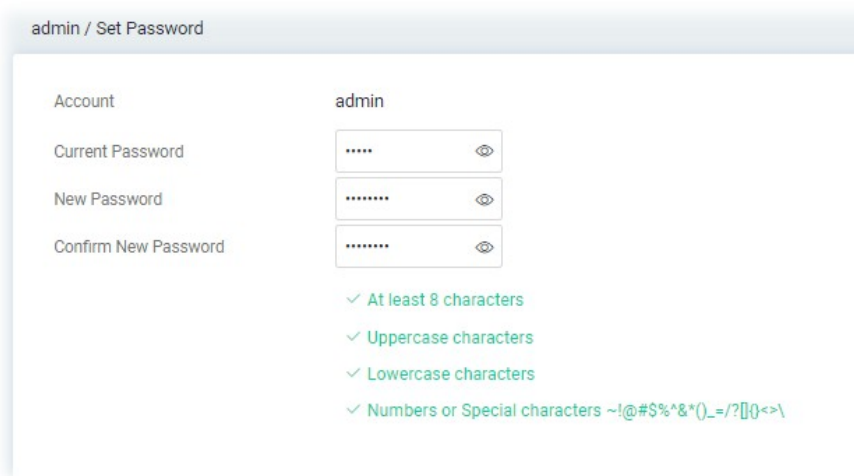 admin / Set Password
Account admin
Current Password •••••
New Password ••••••••
Confirm New Password ••••••••
At least 8 characters
Uppercase characters
Lowercase characters
Numbers or Special characters ~!@#$%^&*()_=/?[]{}<>\